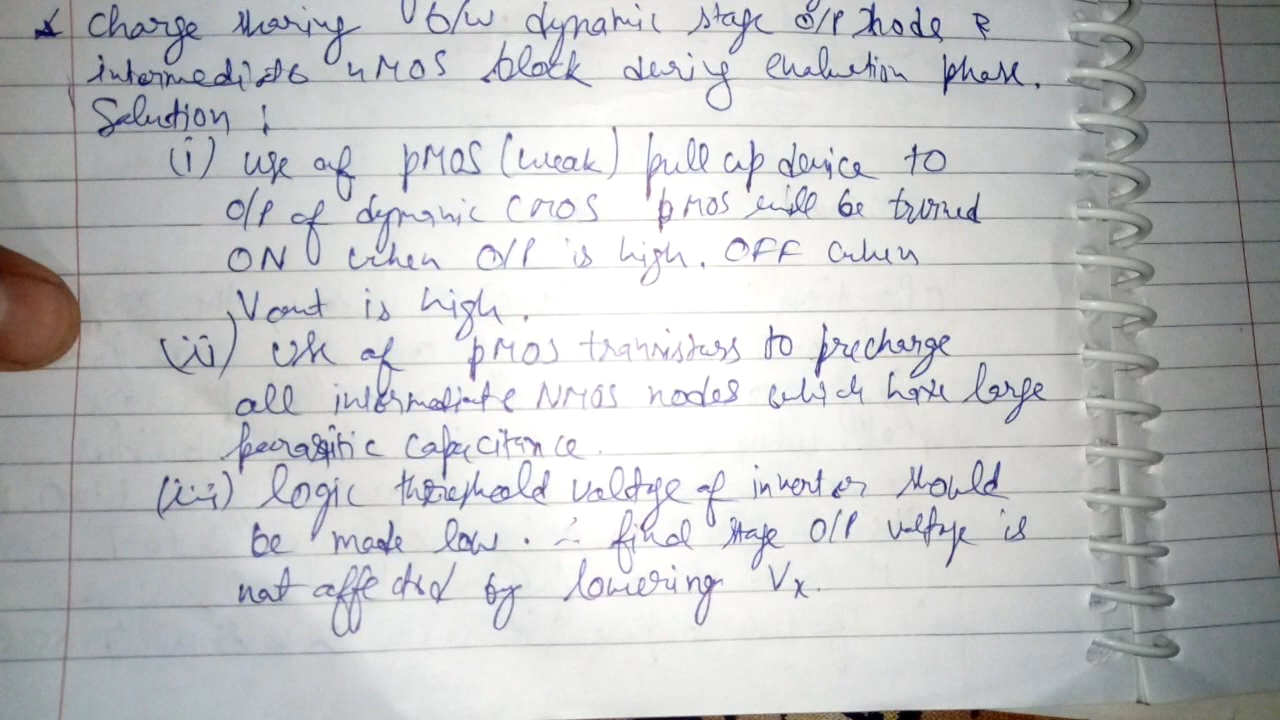 * Charge sharing b/w dynamic stage O/P node &
intermediate nMOS block during evaluation phase.
Solution :
(i) use of pMOS (weak) pull up device to
O/P of dynamic CMOS pMOS will be turned
ON when O/P is high. OFF when
Vout is high.
(ii) Use of pMOS transistors to precharge
all intermediate NMOS nodes which have large
parasitic capacitance.
(iii) logic threshold voltage of inverter should
be made low. ∴ final stage O/P voltage is
not affected by lowering Vx.